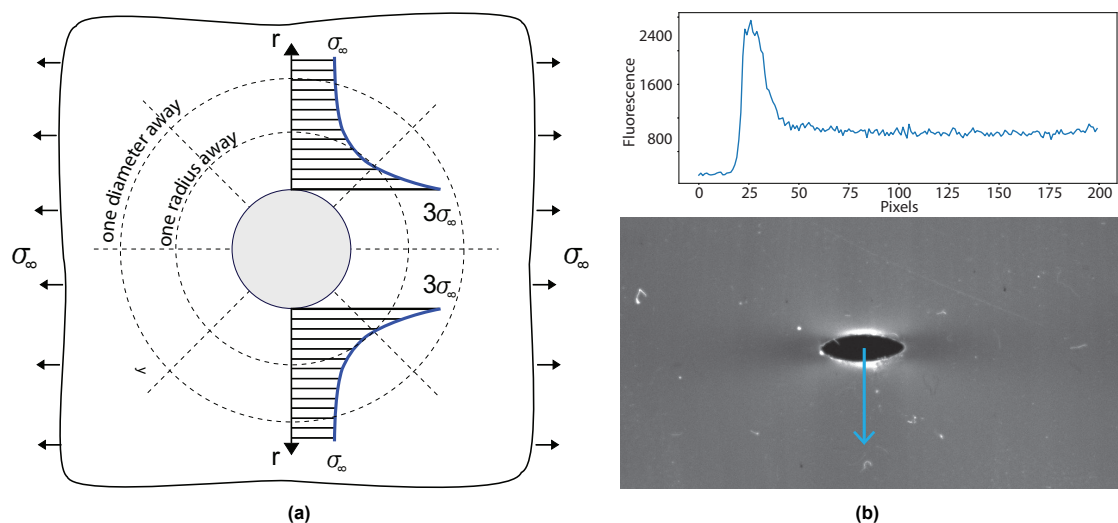 r
σ∞
one diameter away
one radius away
3σ∞
σ∞
σ∞
3σ∞
y
r
σ∞
(a)
2400
1600
800
Fluorescence
0
25
50
75
100
125
150
175
200
Pixels
(b)